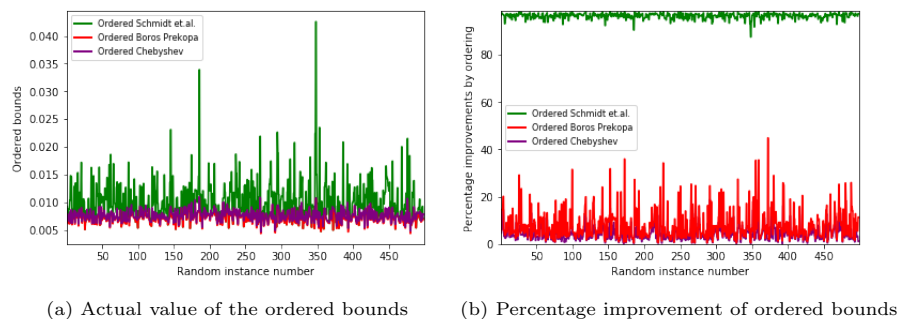 Ordered Schmidt et.al.
Ordered Boros Prekopa
Ordered Chebyshev
Ordered bounds
0.040
0.035
0.030
0.025
0.020
0.015
0.010
0.005
50 100 150 200 250 300 350 400 450
Random instance number
(a) Actual value of the ordered bounds
Percentage improvements by ordering
80
60
40
20
0
Ordered Schmidt et.al.
Ordered Boros Prekopa
Ordered Chebyshev
50 100 150 200 250 300 350 400 450
Random instance number
(b) Percentage improvement of ordered bounds